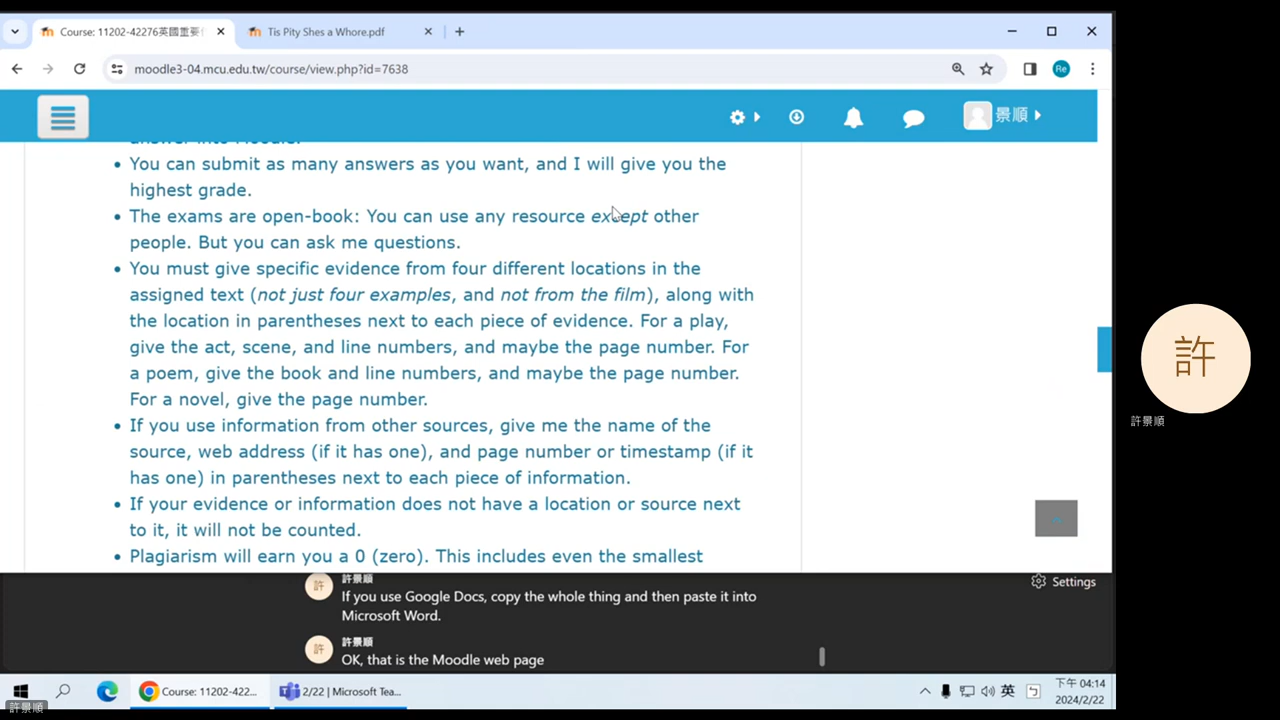 Course: 11202-42276英國重要
Tis Pity Shes a Whore.pdf
moodle3-04.mcu.edu.tw/course/view.php?id=7638
Re
景順
answer into Moodle.
• You can submit as many answers as you want, and I will give you the
highest grade.
• The exams are open-book: You can use any resource except other
people. But you can ask me questions.
• You must give specific evidence from four different locations in the
assigned text (not just four examples, and not from the film), along with
the location in parentheses next to each piece of evidence. For a play,
give the act, scene, and line numbers, and maybe the page number. For
a poem, give the book and line numbers, and maybe the page number.
For a novel, give the page number.
• If you use information from other sources, give me the name of the
source, web address (if it has one), and page number or timestamp (if it
has one) in parentheses next to each piece of information.
• If your evidence or information does not have a location or source next
to it, it will not be counted.
• Plagiarism will earn you a 0 (zero). This includes even the smallest
許
許景順
許景順
If you use Google Docs, copy the whole thing and then paste it into
Microsoft Word.
許景順
OK, that is the Moodle web page
Settings
許
許
Course: 11202-422...
2/22 | Microsoft Tea...
英
ㄅ
下午 04:14
2024/2/22
許景順